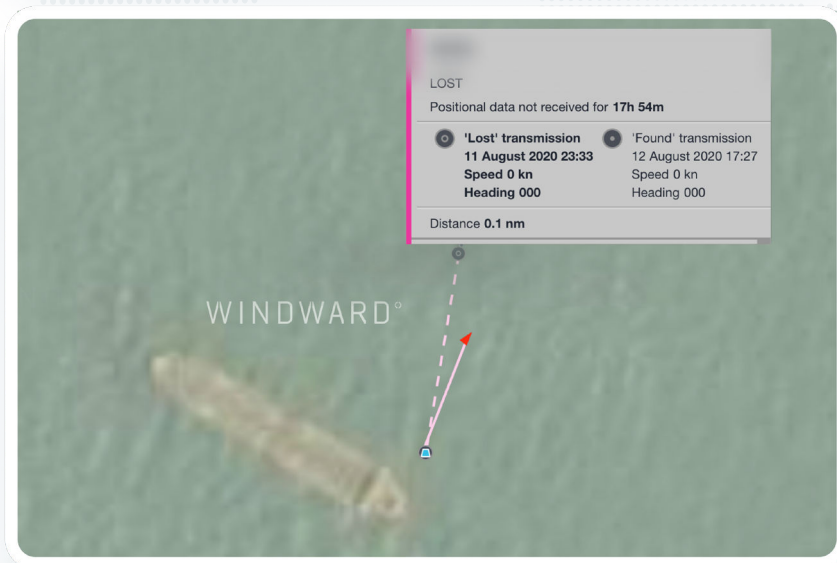 LOST
Positional data not received for 17h 54m
'Lost' transmission
11 August 2020 23:33
Speed 0 kn
Heading 000
'Found' transmission
12 August 2020 17:27
Speed 0 kn
Heading 000
Distance 0.1 nm
WINDWARD°